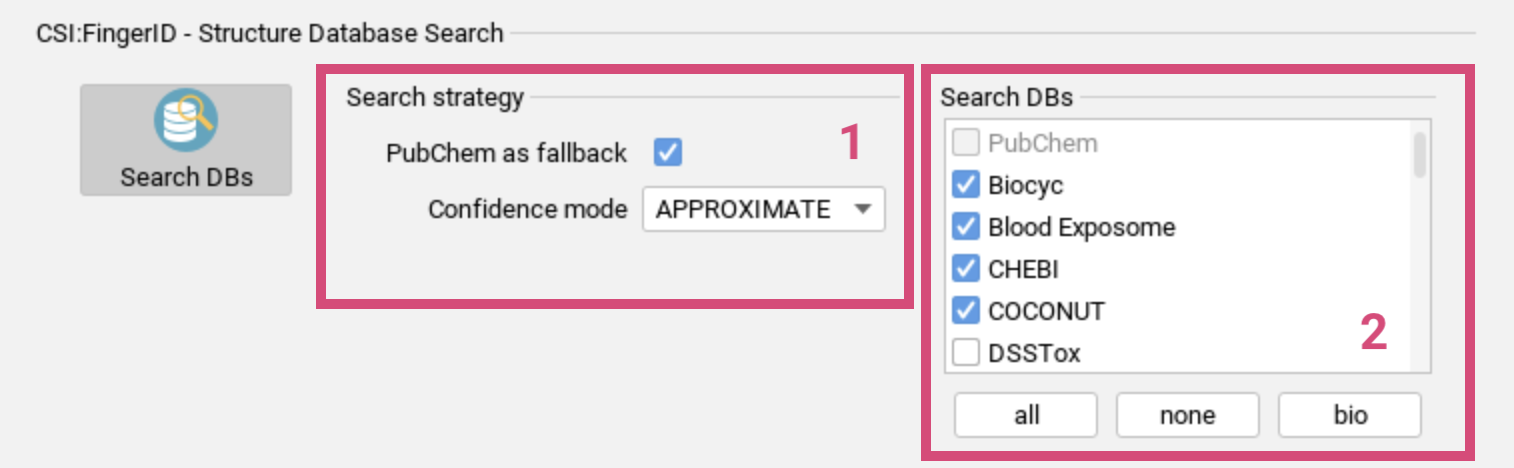 CSI:FingerID - Structure Database Search
Search DBs
Search strategy
PubChem as fallback
Confidence mode APPROXIMATE
1
Search DBs
PubChem
Biocyc
Blood Exposome
CHEBI
COCONUT
DSSTox
2
all none bio